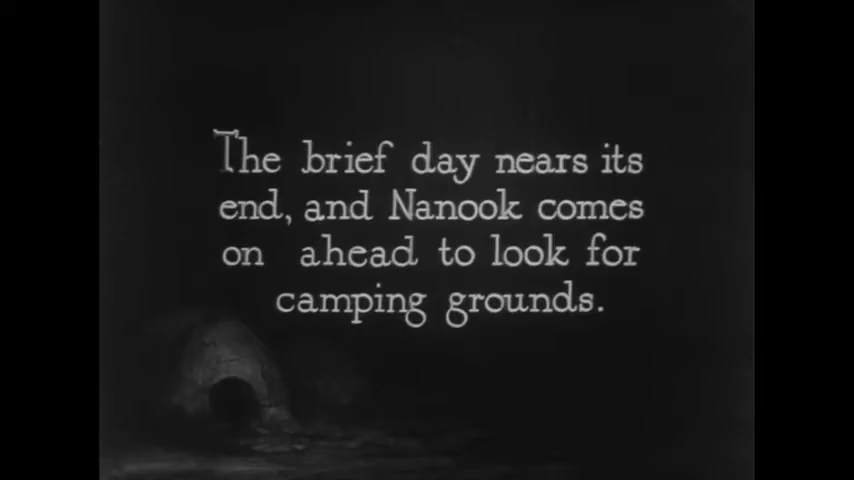 The brief day nears its
end, and Nanook comes
on ahead to look for
camping grounds.